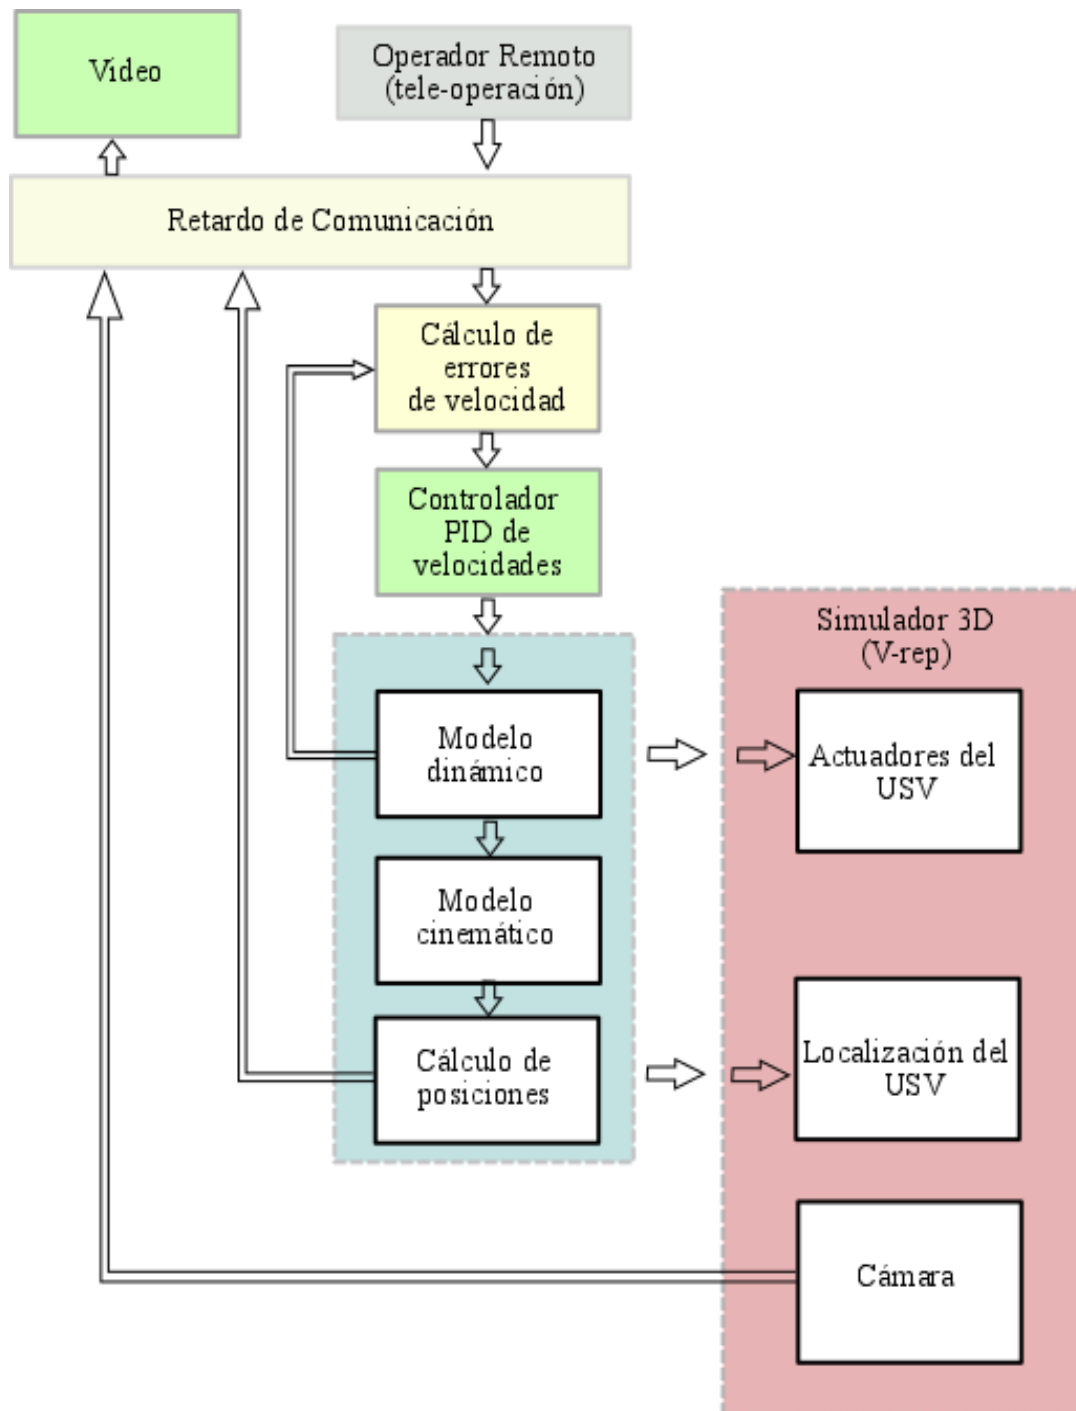 Video
Operador Remoto
(tele-operación)
Retardo de Comunicación
Cálculo de
errores
de velocidad
Controlador
PID de
velocidades
Simulador 3D
(V-rep)
Modelo
dinámico
Actuadores del
USV
Modelo
cinemático
Cálculo de
posiciones
Localización del
USV
Cámara